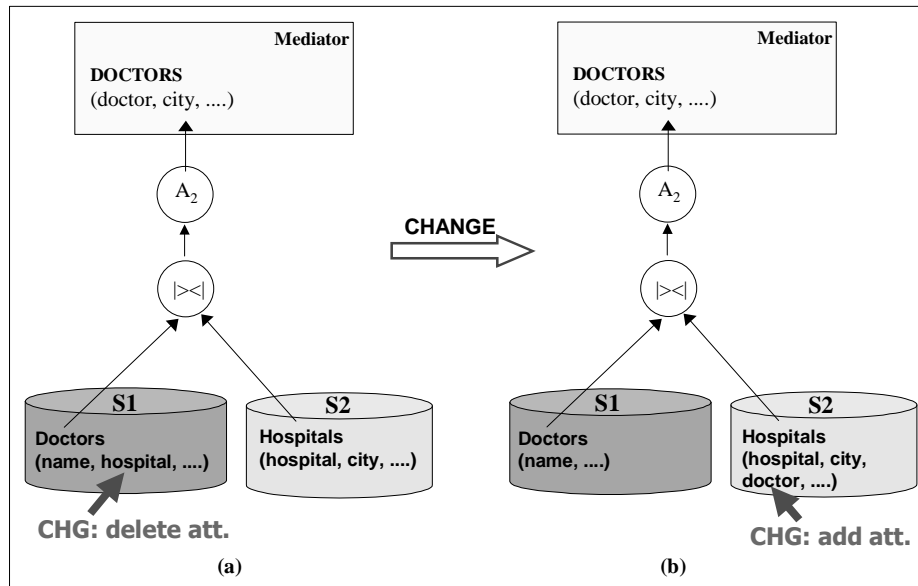 Mediator
DOCTORS
(doctor, city, ....)
A2
|><|
S1
Doctors
(name, hospital, ....)
CHG: delete att.
S2
Hospitals
(hospital, city, ....)
(a)
CHANGE
Mediator
DOCTORS
(doctor, city, ....)
A2
|><|
S1
Doctors
(name, ....)
S2
Hospitals
(hospital, city,
doctor, ....)
CHG: add att.
(b)